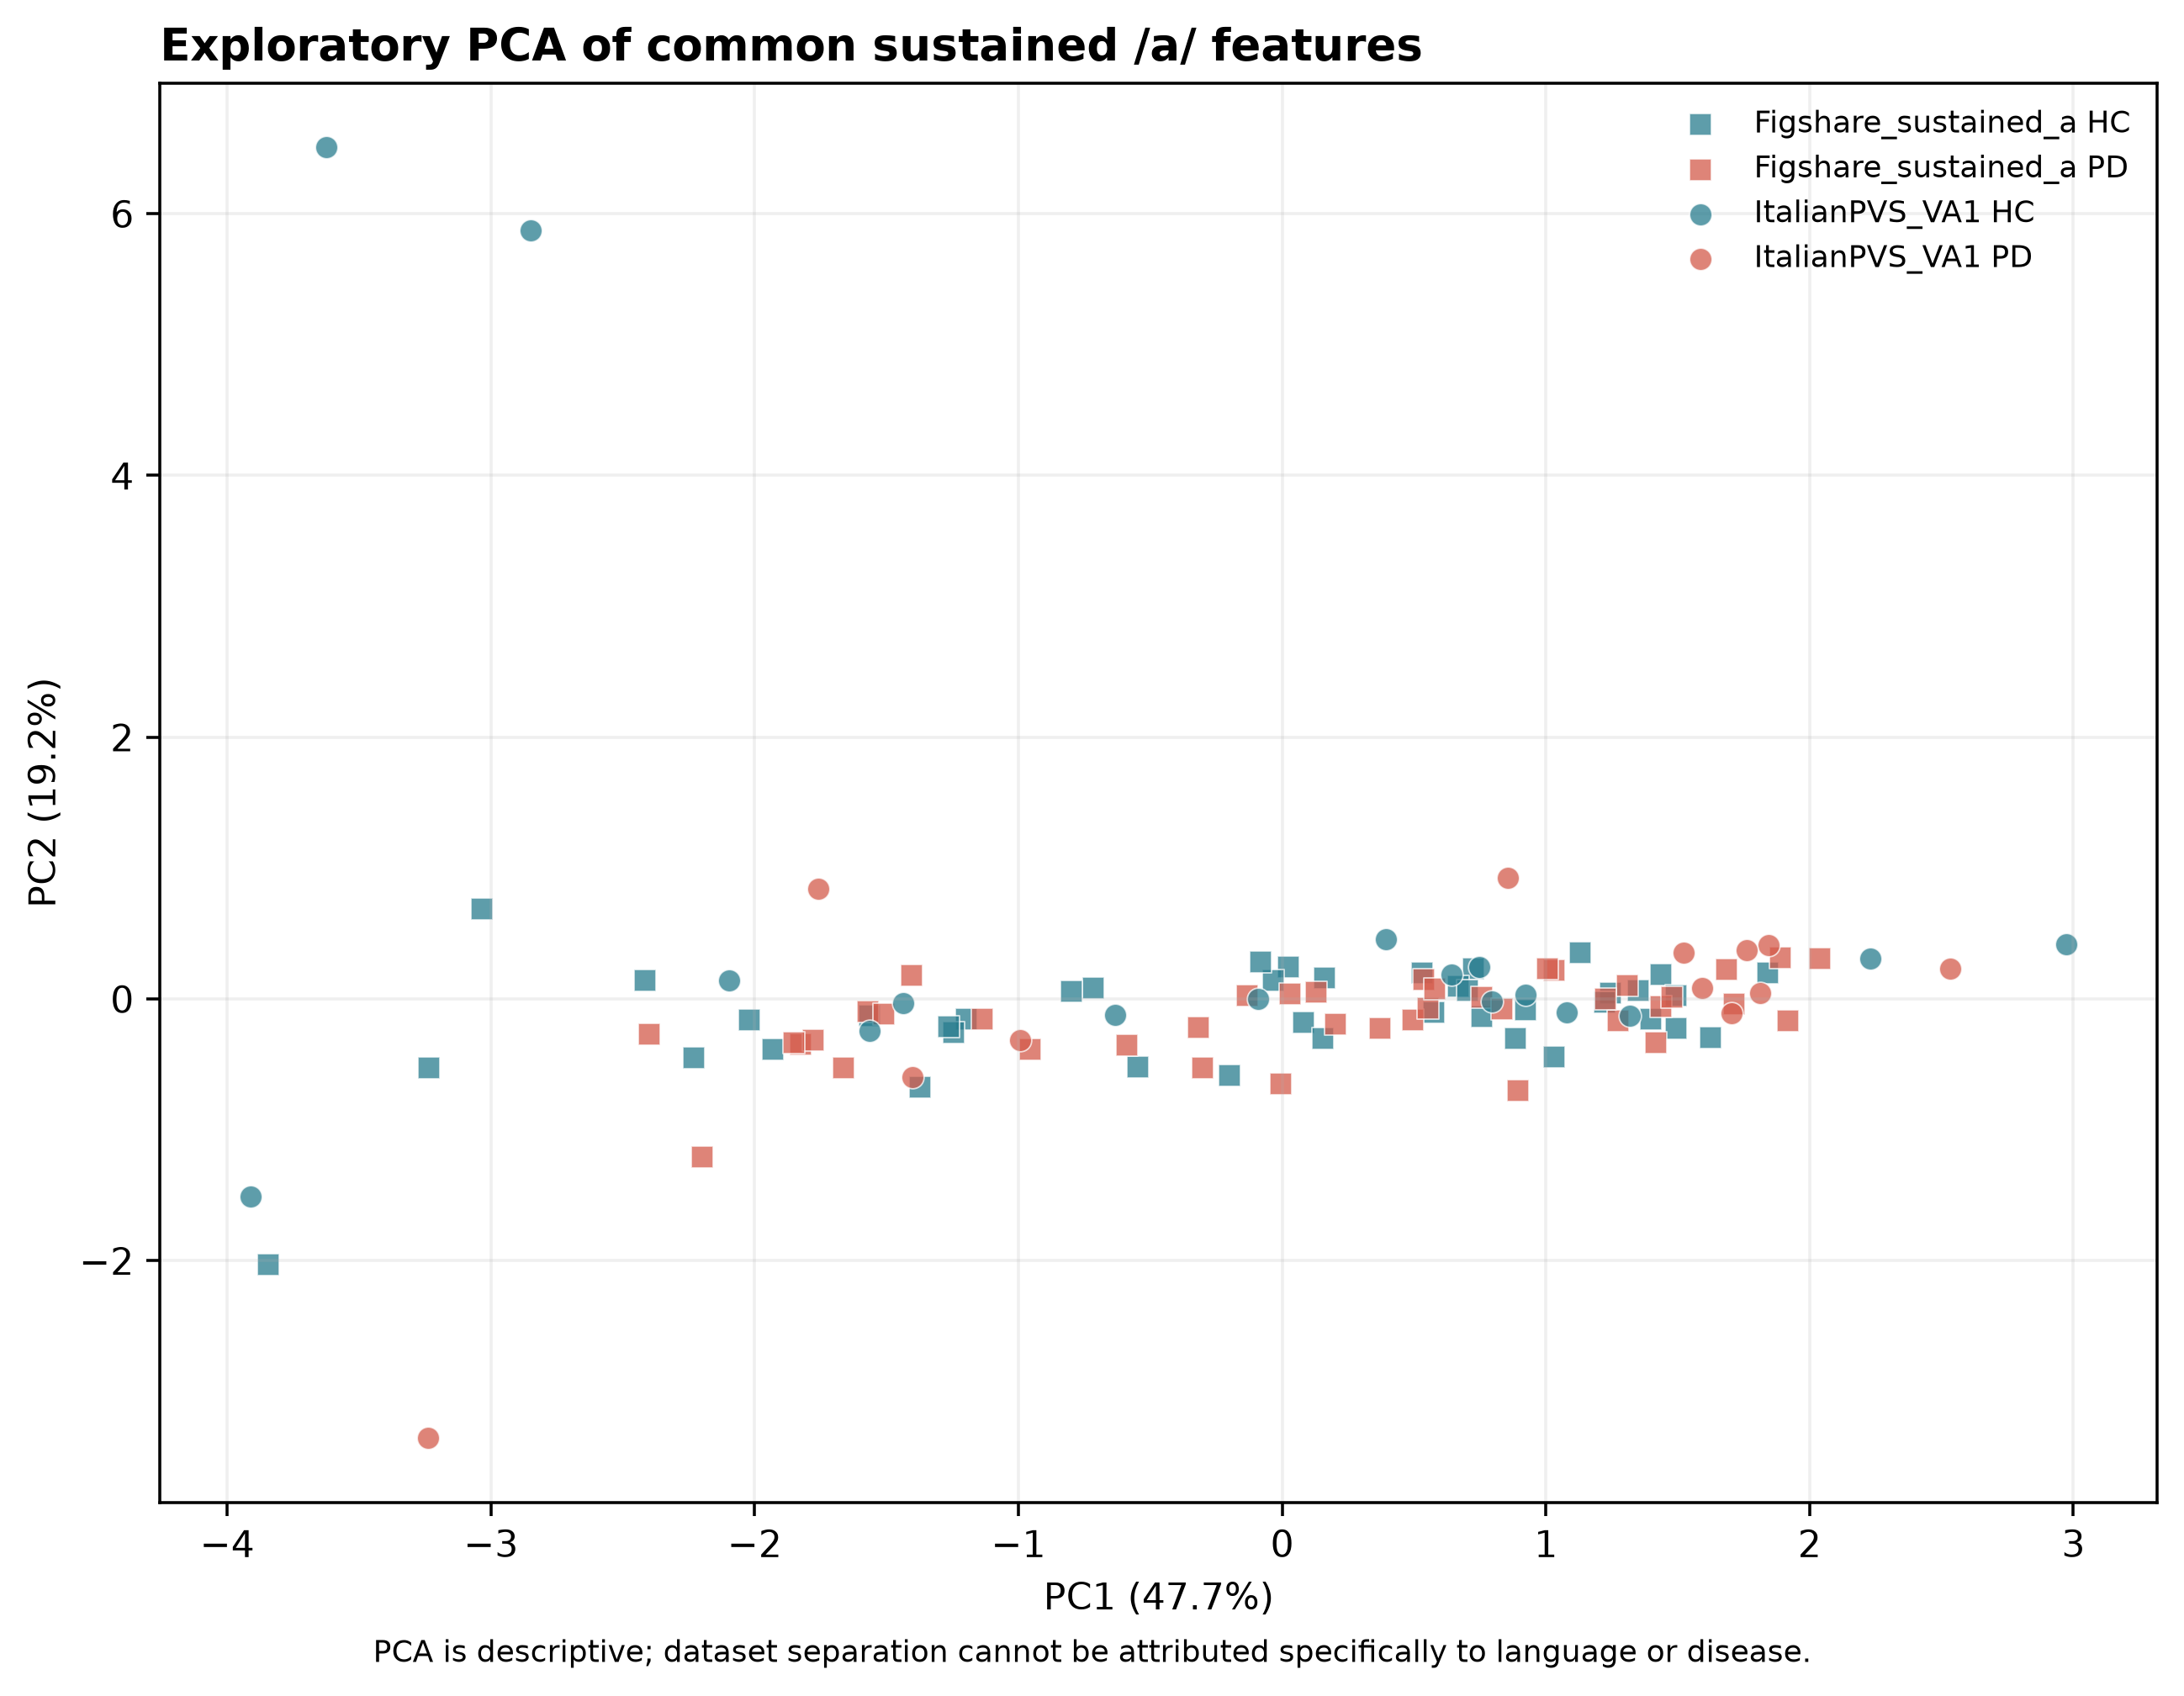 Exploratory PCA of common sustained /a/ features
Figshare_sustained_a HC
Figshare_sustained_a PD
ItalianPVS_VA1 HC
ItalianPVS_VA1 PD
6
4
2
0
−2
PC2 (19.2%)
−4 −3 −2 −1 0 1 2 3
PC1 (47.7%)
PCA is descriptive; dataset separation cannot be attributed specifically to language or disease.